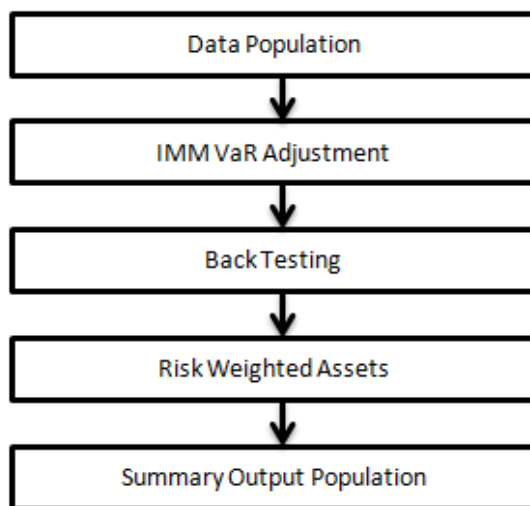 Data Population
IMM VaR Adjustment
Back Testing
Risk Weighted Assets
Summary Output Population